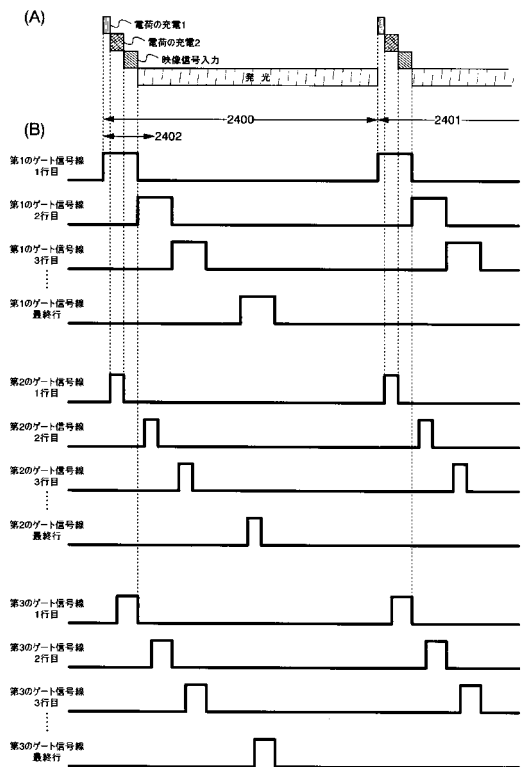 (A)
電荷の充電1
電荷の充電2
映像信号入力
発光
2400
2401
2402
(B)
第1のゲート信号線
1行目
第1のゲート信号線
2行目
第1のゲート信号線
3行目
第1のゲート信号線
最終行
第2のゲート信号線
1行目
第2のゲート信号線
2行目
第2のゲート信号線
3行目
第2のゲート信号線
最終行
第3のゲート信号線
1行目
第3のゲート信号線
2行目
第3のゲート信号線
3行目
第3のゲート信号線
最終行